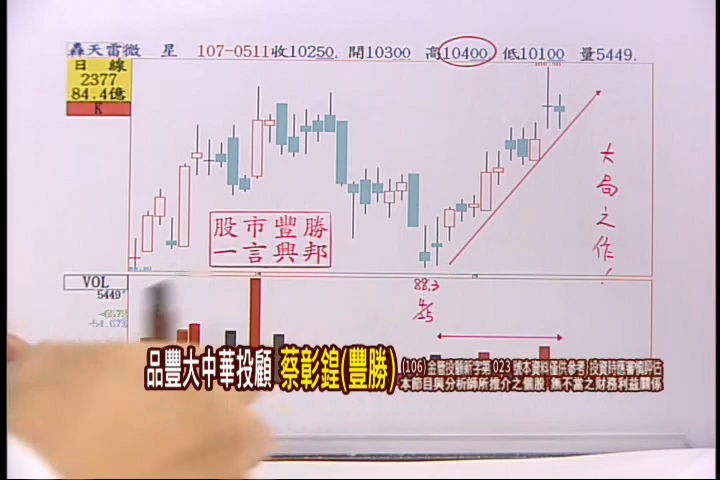 轟天雷微 星 107-0511收10250. 開10300 高10400 低10100 量5449.
日 線
2377
84.4億
K
大局之作!
股市豐勝
一言興邦
VOL
5449
-54.67%
88.3
4/25
品豐大中華投顧 蔡彰鍠(豐勝)
(106)金管投顧新字第 023 號本資料僅供參考, 投資時應審慎評估
本節目與分析師所推介之個股, 無不當之財務利益關係